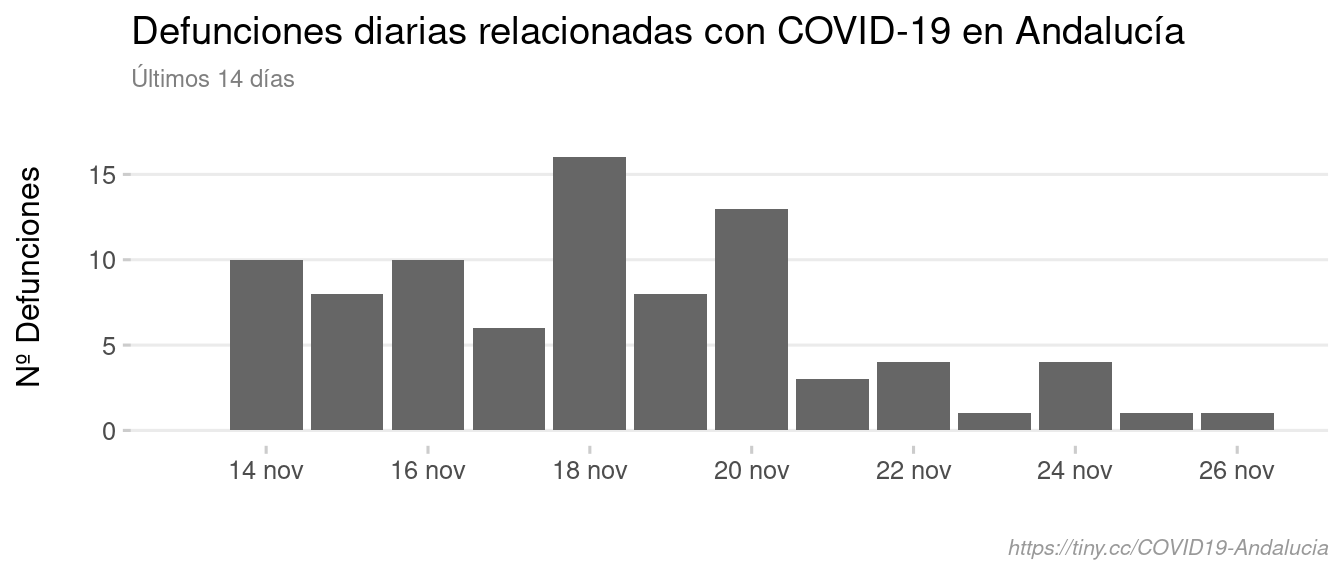 Defunciones diarias relacionadas con COVID-19 en Andalucía
Últimos 14 días
Nº Defunciones
15
10
5
0
14 nov 16 nov 18 nov 20 nov 22 nov 24 nov 26 nov
https://tiny.cc/COVID19-Andalucia